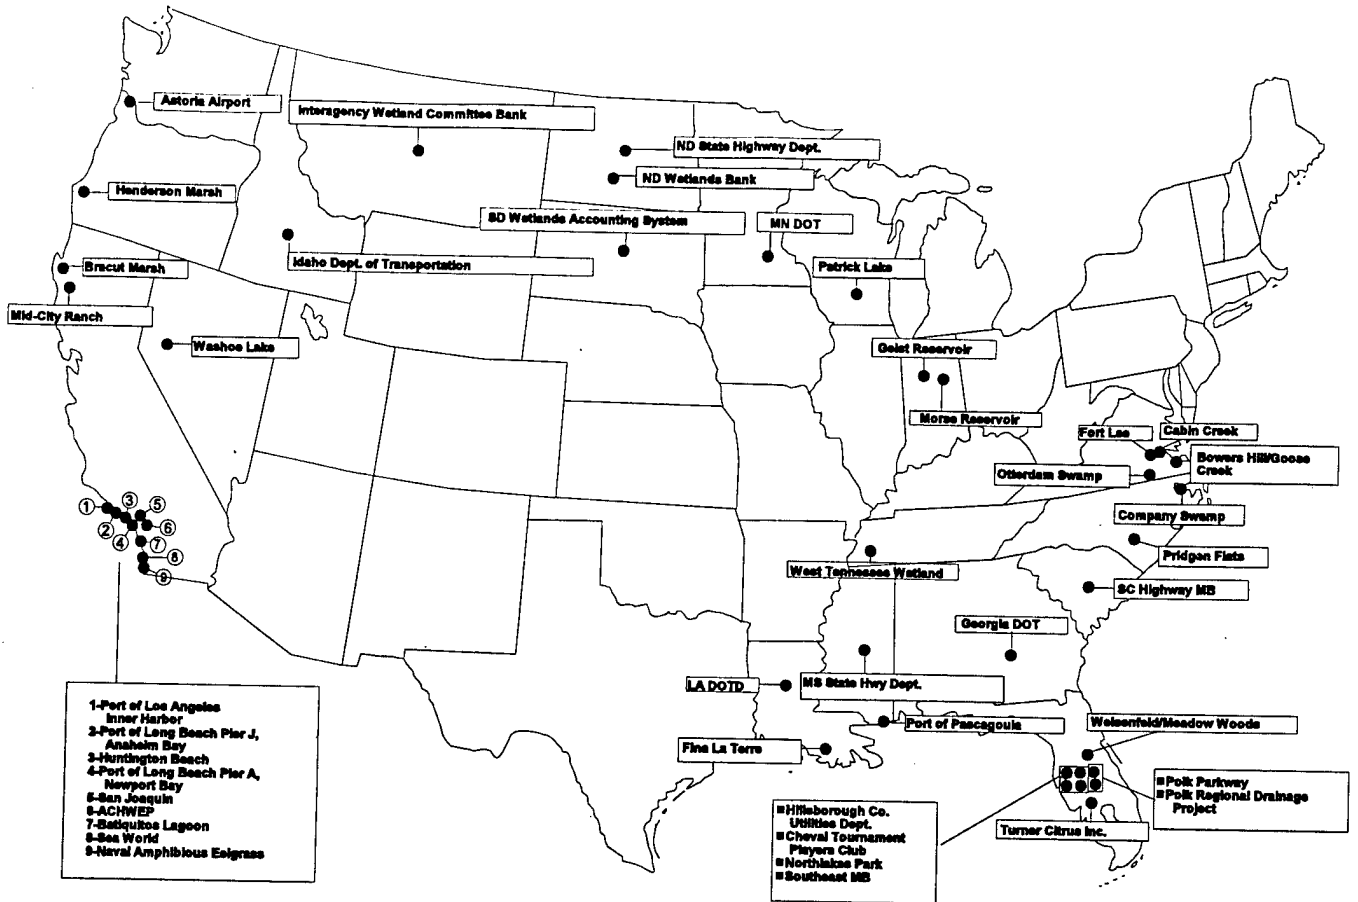 Astoria Airport
Interagency Wetland Committee Bank
ND State Highway Dept.
ND Wetlands Bank
Henderson Marsh
SD Wetlands Accounting System
MN DOT
Bracut Marsh
Idaho Dept. of Transportation
Patrick Lake
Mid-City Ranch
Washoe Lake
Geist Reservoir
Morse Reservoir
Fort Lee
Cabin Creek
Bowers Hill/Goose
Creek
Otterdam Swamp
Company Swamp
1
2
3
4
5
6
7
8
9
Pridgen Flats
West Tennessee Wetland
SC Highway MB
Georgia DOT
LA DOTD
MS State Hwy Dept.
Port of Pascagoula
Weisenfeld/Meadow Woods
Fina La Terre
1-Port of Los Angeles
Inner Harbor
2-Port of Long Beach Pier J,
Anaheim Bay
3-Huntington Beach
4-Port of Long Beach Pier A,
Newport Bay
5-San Joaquin
6-ACHWEP
7-Batiquitos Lagoon
8-Sea World
9-Naval Amphibious Eelgrass
■Hillsborough Co.
Utilities Dept.
■Cheval Tournament
Players Club
■Northlakes Park
■Southeast MB
Turner Citrus Inc.
■Polk Parkway
■Polk Regional Drainage
Project